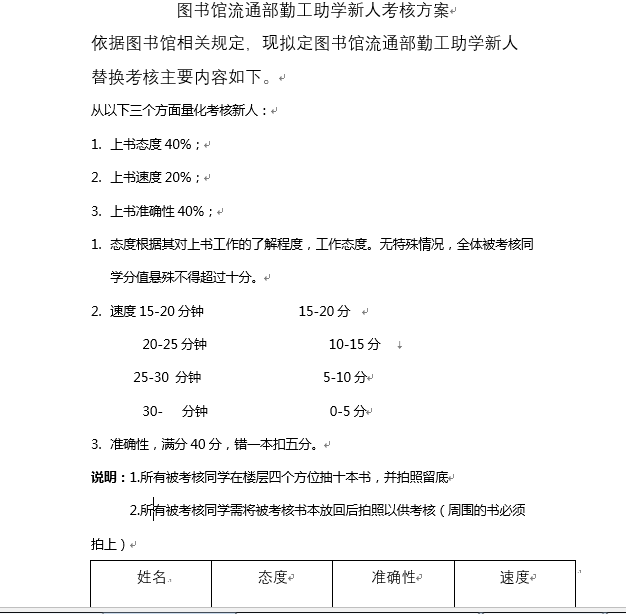 图书馆流通部勤工助学新人考核方案
依据图书馆相关规定，现拟定图书馆流通部勤工助学新人
替换考核主要内容如下。
从以下三个方面量化考核新人：
1. 上书态度 40%；
2. 上书速度 20%；
3. 上书准确性 40%；
1. 态度根据其对上书工作的了解程度，工作态度。无特殊情况，全体被考核同
学分值悬殊不得超过十分。
2. 速度 15-20 分钟 15-20 分
20-25 分钟 10-15 分
25-30 分钟 5-10 分
30- 分钟 0-5 分
3. 准确性，满分 40 分，错一本扣五分。
说明：1.所有被考核同学在楼层四个方位抽十本书，并拍照留底
2.所有被考核同学需将被考核书本放回后拍照以供考核（周围的书必须
拍上）
姓名 态度 准确性 速度